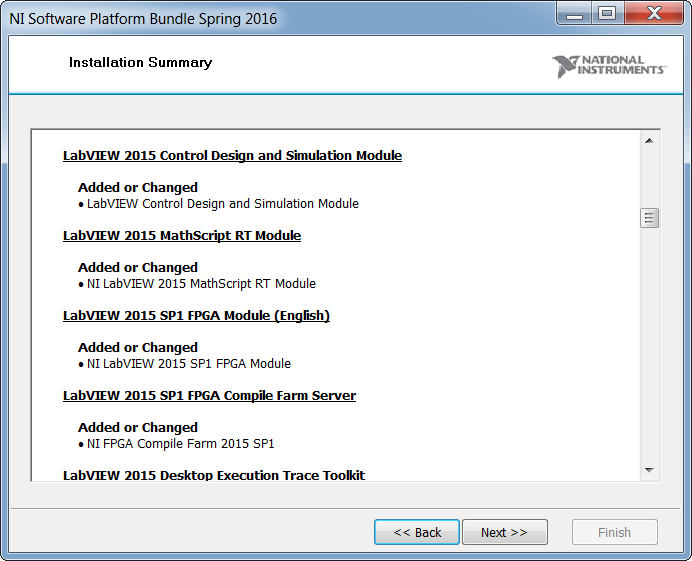 NI Software Platform Bundle Spring 2016
Installation Summary
NATIONAL
INSTRUMENTS™
LabVIEW 2015 Control Design and Simulation Module
Added or Changed
• LabVIEW Control Design and Simulation Module
LabVIEW 2015 MathScript RT Module
Added or Changed
• NI LabVIEW 2015 MathScript RT Module
LabVIEW 2015 SP1 FPGA Module (English)
Added or Changed
• NI LabVIEW 2015 SP1 FPGA Module
LabVIEW 2015 SP1 FPGA Compile Farm Server
Added or Changed
• NI FPGA Compile Farm 2015 SP1
LabVIEW 2015 Desktop Execution Trace Toolkit
<< Back
Next >>
Finish